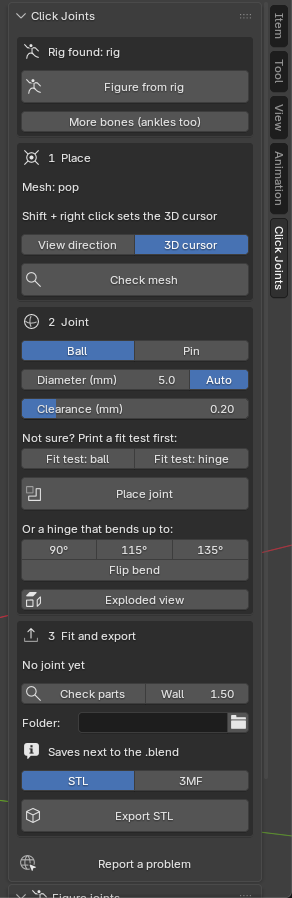 Click Joints
Rig found: rig
Figure from rig
More bones (ankles too)
1 Place
Mesh: pop
Shift + right click sets the 3D cursor
View direction 3D cursor
Check mesh
2 Joint
Ball Pin
Diameter (mm) 5.0 Auto
Clearance (mm) 0.20
Not sure? Print a fit test first:
Fit test: ball Fit test: hinge
Place joint
Or a hinge that bends up to:
90° 115° 135°
Flip bend
Exploded view
3 Fit and export
No joint yet
Check parts Wall 1.50
Folder:
Saves next to the .blend
STL 3MF
Export STL
Report a problem
Figure joints
Item
Tool
View
Animation
Click Joints